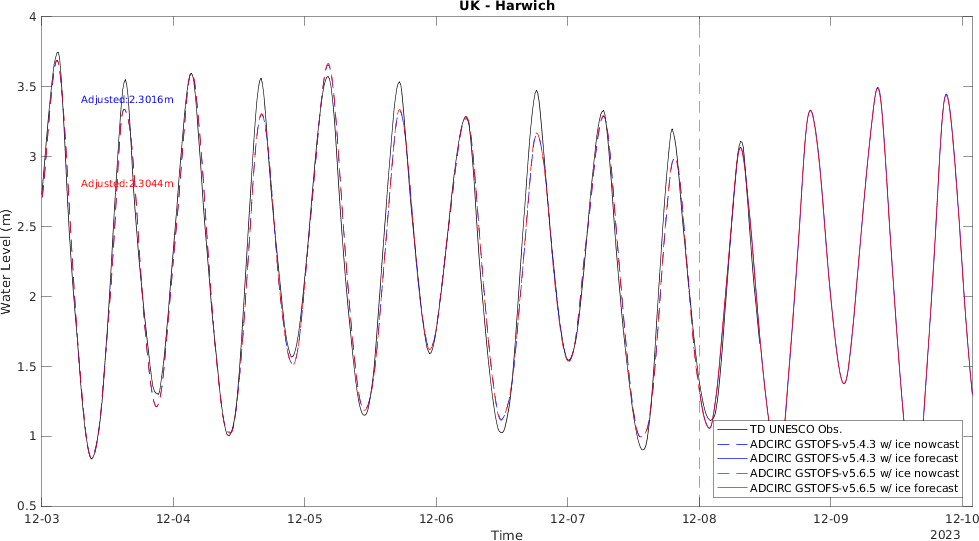 UK - Harwich
4
3.5
3
2.5
2
1.5
1
0.5
Water Level (m)
Adjusted:2.3016m
Adjusted:2.3044m
TD UNESCO Obs.
ADCIRC GSTOFS-v5.4.3 w/ ice nowcast
ADCIRC GSTOFS-v5.4.3 w/ ice forecast
ADCIRC GSTOFS-v5.6.5 w/ ice nowcast
ADCIRC GSTOFS-v5.6.5 w/ ice forecast
12-03 12-04 12-05 12-06 12-07 12-08 12-09 12-10
Time
2023